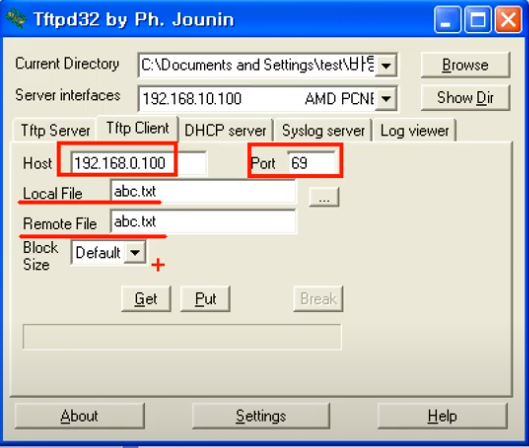 Tftpd32 by Ph. Jounin
Current Directory C:\Documents and Settings\test\바탕 Browse
Server interfaces 192.168.10.100 AMD PCNE Show Dir
Tftp Server Tftp Client DHCP server Syslog server Log viewer
Host 192.168.0.100 Port 69
Local File abc.txt ...
Remote File abc.txt
Block
Size Default
Get Put Break
About Settings Help